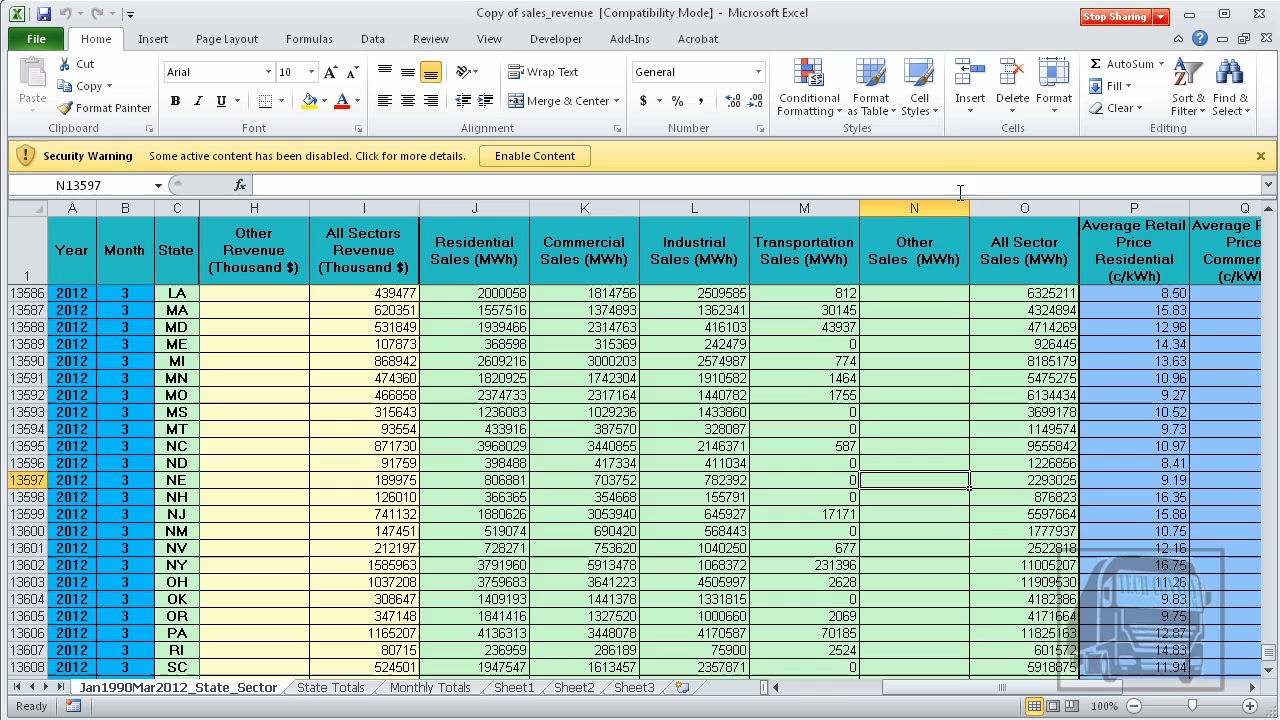 Copy of sales_revenue [Compatibility Mode] - Microsoft Excel
Stop Sharing
File Home Insert Page Layout Formulas Data Review View Developer Add-Ins Acrobat
Paste
Cut
Copy
Format Painter
Clipboard
Arial 10
B I U
Font
Wrap Text
Merge & Center
Alignment
General
$ % ,
Number
Conditional Formatting
Format as Table
Cell Styles
Styles
Insert Delete Format
Cells
AutoSum
Fill
Clear
Sort & Filter
Find & Select
Editing
Security Warning Some active content has been disabled. Click for more details. Enable Content
N13597 fx
A B C H I J K L M N O P Q
1 Year Month State Other Revenue (Thousand $) All Sectors Revenue (Thousand $) Residential Sales (MWh) Commercial Sales (MWh) Industrial Sales (MWh) Transportation Sales (MWh) Other Sales (MWh) All Sector Sales (MWh) Average Retail Price Residential (c/kWh) Average R Price Commer (c/kW
13586 2012 3 LA 439477 2000058 1814756 2509585 812 6325211 8.50
13587 2012 3 MA 620351 1557516 1374893 1362341 30145 4324894 15.83
13588 2012 3 MD 531849 1939466 2314763 416103 43937 4714269 12.98
13589 2012 3 ME 107873 368598 315369 242479 0 926445 14.34
13590 2012 3 MI 868942 2609216 3000203 2574987 774 8185179 13.63
13591 2012 3 MN 474360 1820925 1742304 1910582 1464 5475275 10.96
13592 2012 3 MO 466858 2374733 2317164 1440782 1755 6134434 9.27
13593 2012 3 MS 315643 1236083 1029236 1433860 0 3699178 10.52
13594 2012 3 MT 93554 433916 387570 328087 0 1149574 9.73
13595 2012 3 NC 871730 3968029 3440855 2146371 587 9555842 10.97
13596 2012 3 ND 91759 398488 417334 411034 0 1226856 8.41
13597 2012 3 NE 189975 806881 703752 782392 0 2293025 9.19
13598 2012 3 NH 126010 366365 354668 155791 0 876823 16.35
13599 2012 3 NJ 741132 1880626 3053940 645927 17171 5597664 15.88
13600 2012 3 NM 147451 519074 690420 568443 0 1777937 10.75
13601 2012 3 NV 212197 728271 753620 1040250 677 2522818 12.16
13602 2012 3 NY 1585963 3791960 5913478 1068372 231396 11005207 16.75
13603 2012 3 OH 1037208 3759683 3641223 4505997 2628 11909530 11.26
13604 2012 3 OK 308647 1409193 1441378 1331815 0 4182386 9.63
13605 2012 3 OR 347148 1841416 1327520 1000660 2069 4171664 9.75
13606 2012 3 PA 1165207 4136313 3448078 4170587 70185 11825163 12.87
13607 2012 3 RI 80715 236959 286189 75900 2524 601572 14.83
13608 2012 3 SC 524501 1947547 1613457 2357871 0 5918875 11.94
Jan1990Mar2012_State_Sector State Totals Monthly Totals Sheet1 Sheet2 Sheet3
Ready 100%